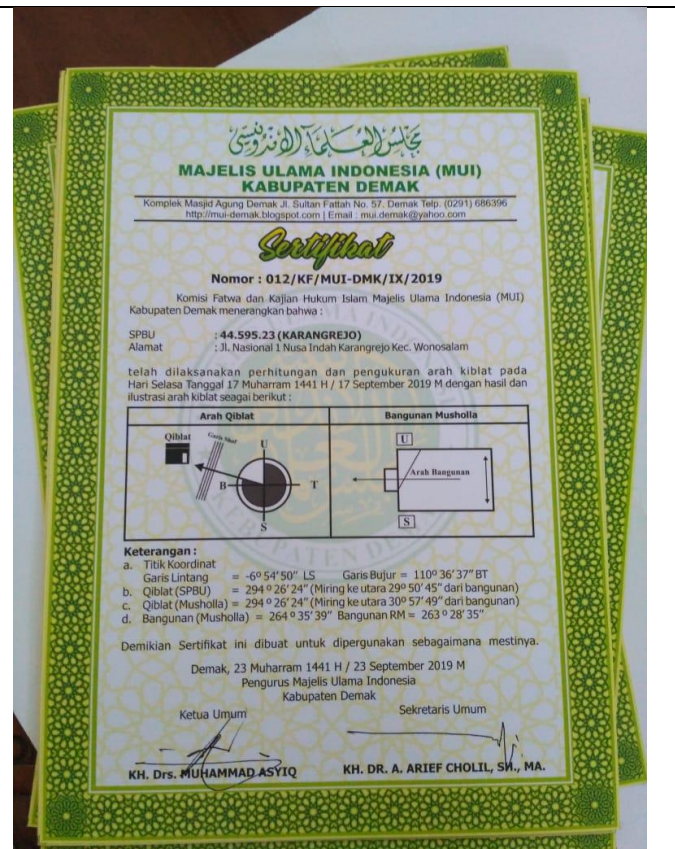 مجلس العلماء الاندونيسي
MAJELIS ULAMA INDONESIA (MUI)
KABUPATEN DEMAK
Komplek Masjid Agung Demak Jl. Sultan Fattah No. 57. Demak Telp. (0291) 686396
http://mui-demak.blogspot.com | Email : mui.demak@yahoo.com
Sertifikat
Nomor : 012/KF/MUI-DMK/IX/2019
Komisi Fatwa dan Kajian Hukum Islam Majelis Ulama Indonesia (MUI)
Kabupaten Demak menerangkan bahwa :
SPBU : 44.595.23 (KARANGREJO)
Alamat : Jl. Nasional 1 Nusa Indah Karangrejo Kec. Wonosalam
telah dilaksanakan perhitungan dan pengukuran arah kiblat pada
Hari Selasa Tanggal 17 Muharram 1441 H / 17 September 2019 M dengan hasil dan
ilustrasi arah kiblat seagai berikut :
Arah Qiblat Bangunan Musholla
Qiblat Garis Shof U
B T
S
U
Arah Bangunan
S
Keterangan :
a. Titik Koordinat
Garis Lintang = -6º 54' 50" LS Garis Bujur = 110º 36' 37" BT
b. Qiblat (SPBU) = 294 º 26' 24" (Miring ke utara 29º 50' 45" dari bangunan)
c. Qiblat (Musholla) = 294 º 26' 24" (Miring ke utara 30º 57' 49" dari bangunan)
d. Bangunan (Musholla) = 264 º 35' 39" Bangunan RM = 263 º 28' 35"
Demikian Sertifikat ini dibuat untuk dipergunakan sebagaimana mestinya.
Demak, 23 Muharram 1441 H / 23 September 2019 M
Pengurus Majelis Ulama Indonesia
Kabupaten Demak
Ketua Umum Sekretaris Umum
KH. Drs. MUHAMMAD ASYIQ KH. DR. A. ARIEF CHOLIL, SH., MA.